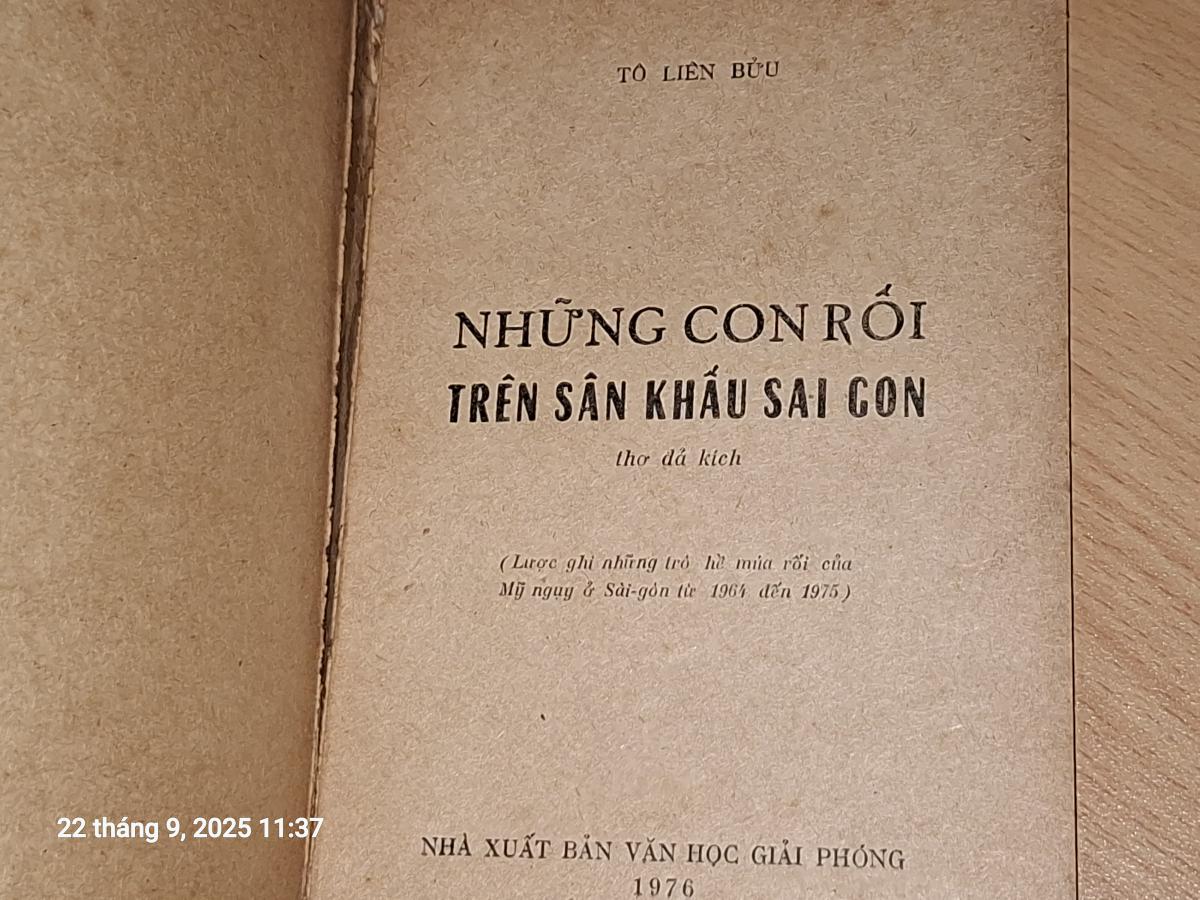 TÔ LIÊN BỬU
NHỮNG CON RỐI
TRÊN SÂN KHẤU SAI GON
thơ đả kích
(Lược ghi những trò hề múa rối của
Mỹ ngụy ở Sài-gòn từ 1964 đến 1975)
NHÀ XUẤT BẢN VĂN HỌC GIẢI PHÓNG
1976
22 tháng 9, 2025 11:37